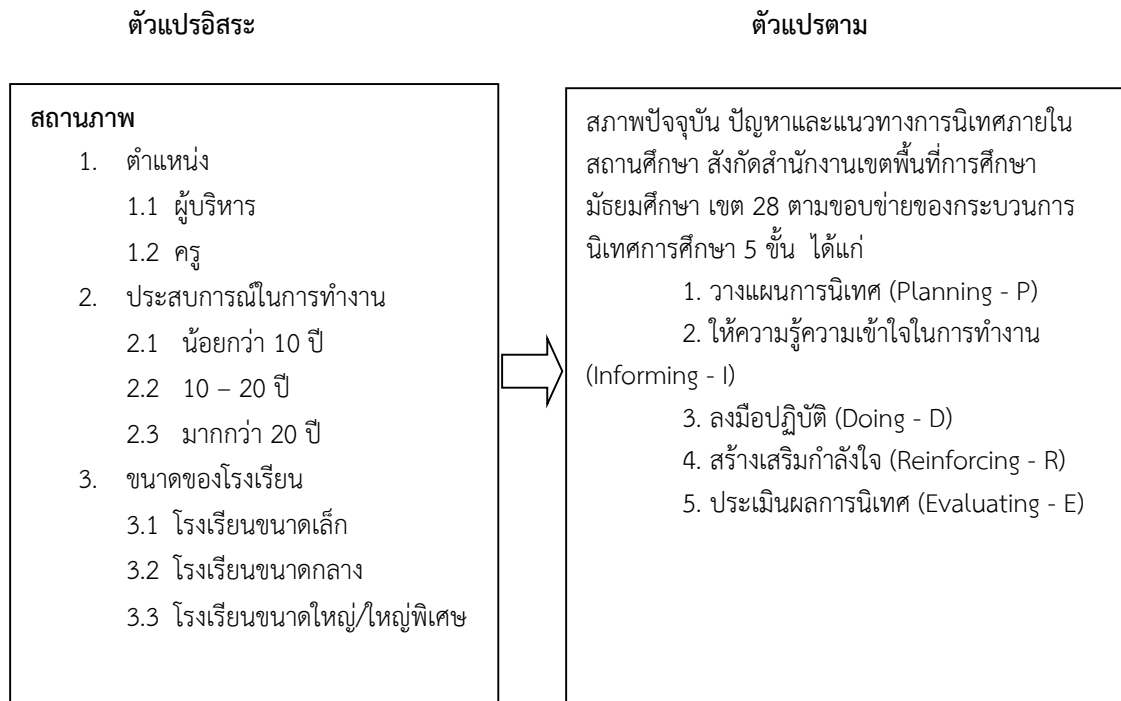 ตัวแปรอิสระ
ตัวแปรตาม
สถานภาพ
1. ตำแหน่ง
1.1 ผู้บริหาร
1.2 ครู
2. ประสบการณ์ในการทำงาน
2.1 น้อยกว่า 10 ปี
2.2 10 – 20 ปี
2.3 มากกว่า 20 ปี
3. ขนาดของโรงเรียน
3.1 โรงเรียนขนาดเล็ก
3.2 โรงเรียนขนาดกลาง
3.3 โรงเรียนขนาดใหญ่/ใหญ่พิเศษ
สภาพปัจจุบัน ปัญหาและแนวทางการนิเทศภายใน
สถานศึกษา สังกัดสำนักงานเขตพื้นที่การศึกษา
มัธยมศึกษา เขต 28 ตามขอบข่ายของกระบวนการ
นิเทศการศึกษา 5 ขั้น ได้แก่
1. วางแผนการนิเทศ (Planning - P)
2. ให้ความรู้ความเข้าใจในการทำงาน
(Informing - I)
3. ลงมือปฏิบัติ (Doing - D)
4. สร้างเสริมกำลังใจ (Reinforcing - R)
5. ประเมินผลการนิเทศ (Evaluating - E)